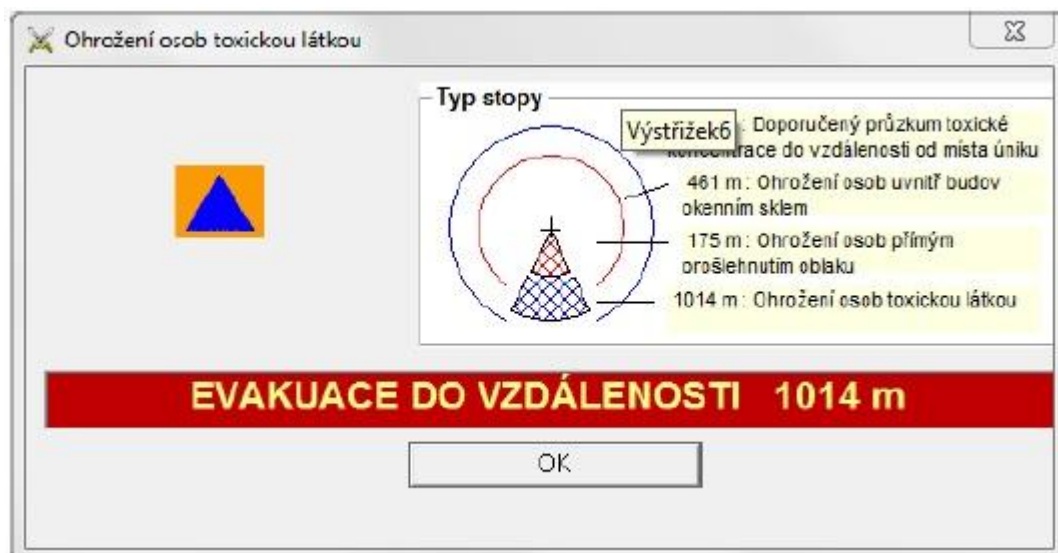 Ohrožení osob toxickou látkou
Typ stopy
Výstřižek6
: Doporučený průzkum toxické
koncentrace do vzdálenosti od místa úniku
461 m : Ohrožení osob uvnitř budov
okenním sklem
175 m : Ohrožení osob přímým
prošlehnutím oblaku
1014 m : Ohrožení osob toxickou látkou
EVAKUACE DO VZDÁLENOSTI 1014 m
OK